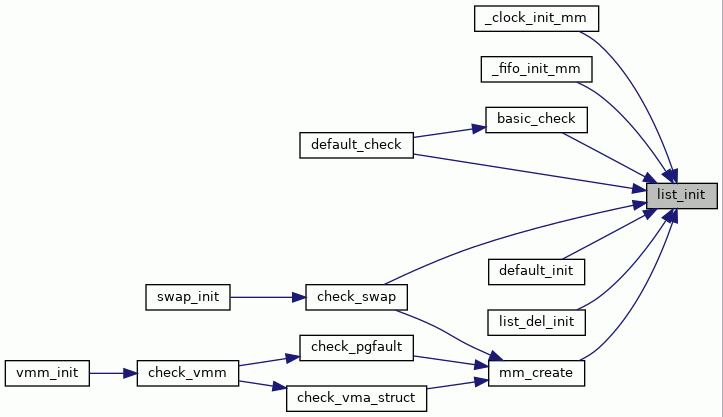 _clock_init_mm
_fifo_init_mm
basic_check
default_check
list_init
default_init
swap_init
check_swap
list_del_init
check_pgfault
vmm_init
check_vmm
mm_create
check_vma_struct